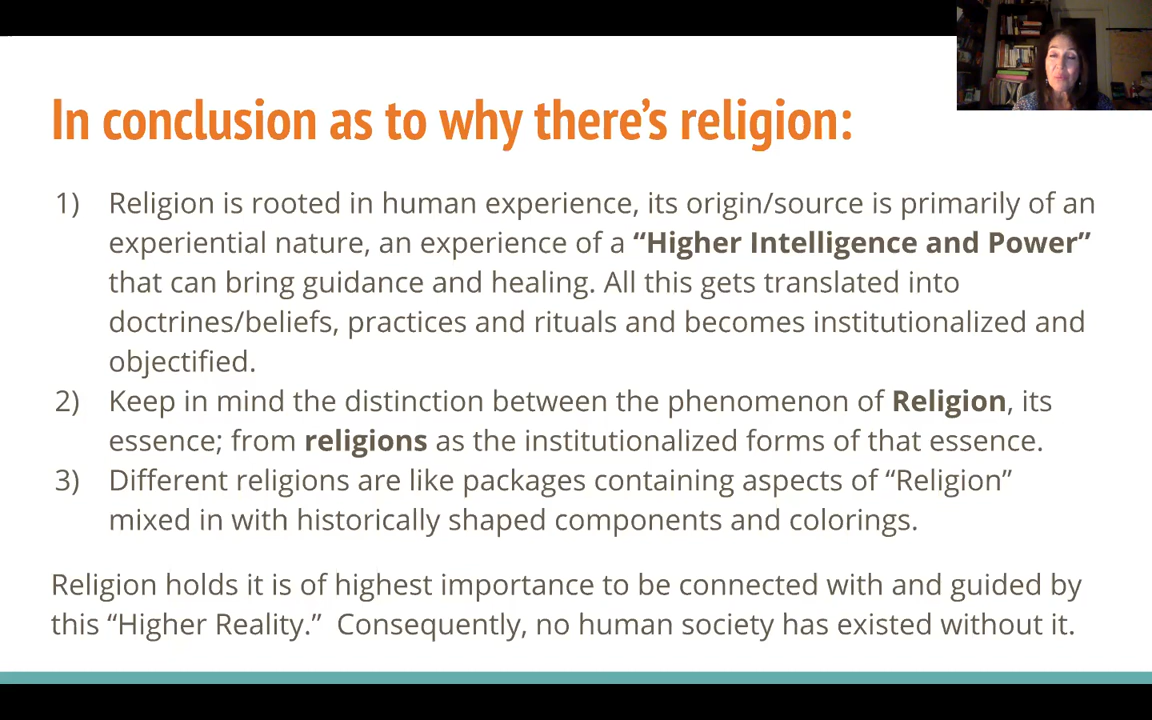 In conclusion as to why there’s religion:
1) Religion is rooted in human experience, its origin/source is primarily of an
experiential nature, an experience of a “Higher Intelligence and Power”
that can bring guidance and healing. All this gets translated into
doctrines/beliefs, practices and rituals and becomes institutionalized and
objectified.
2) Keep in mind the distinction between the phenomenon of Religion, its
essence; from religions as the institutionalized forms of that essence.
3) Different religions are like packages containing aspects of “Religion”
mixed in with historically shaped components and colorings.
Religion holds it is of highest importance to be connected with and guided by
this “Higher Reality.”  Consequently, no human society has existed without it.